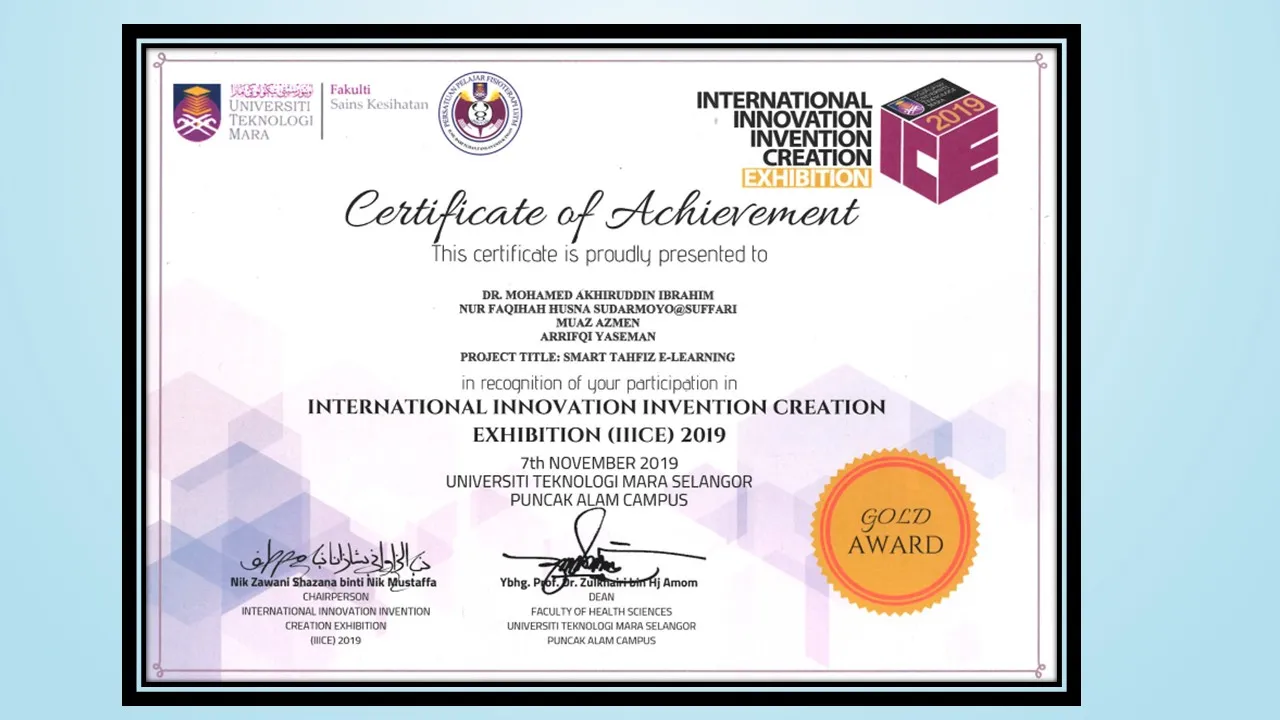 UNIVERSITI
TEKNOLOGI
MARA
Fakulti
Sains Kesihatan
PERSATUAN PELAJAR FISIOTERAPI UITM
INTERNATIONAL
INNOVATION
INVENTION
CREATION
EXHIBITION
2019
ICE
Certificate of Achievement
This certificate is proudly presented to
DR. MOHAMED AKHIRUDDIN IBRAHIM
NUR FAQIHAH HUSNA SUDARMOYO@SUFFARI
MUAZ AZMEN
ARRIFQI YASEMAN
PROJECT TITLE: SMART TAHFIZ E-LEARNING
in recognition of your participation in
INTERNATIONAL INNOVATION INVENTION CREATION
EXHIBITION (IIICE) 2019
7th NOVEMBER 2019
UNIVERSITI TEKNOLOGI MARA SELANGOR
PUNCAK ALAM CAMPUS
GOLD
AWARD
Nik Zawani Shazana binti Nik Mustaffa
CHAIRPERSON
INTERNATIONAL INNOVATION INVENTION
CREATION EXHIBITION
(IIICE) 2019
Ybhg. Prof. Dr. Zulkhairi bin Hj Amom
DEAN
FACULTY OF HEALTH SCIENCES
UNIVERSITI TEKNOLOGI MARA SELANGOR
PUNCAK ALAM CAMPUS